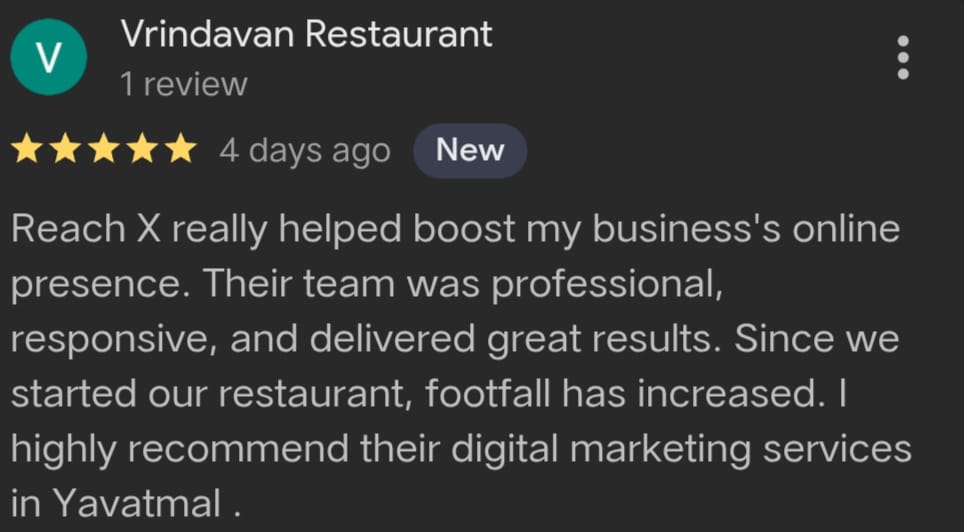 V
Vrindavan Restaurant
1 review
4 days ago New
Reach X really helped boost my business's online
presence. Their team was professional,
responsive, and delivered great results. Since we
started our restaurant, footfall has increased. I
highly recommend their digital marketing services
in Yavatmal .